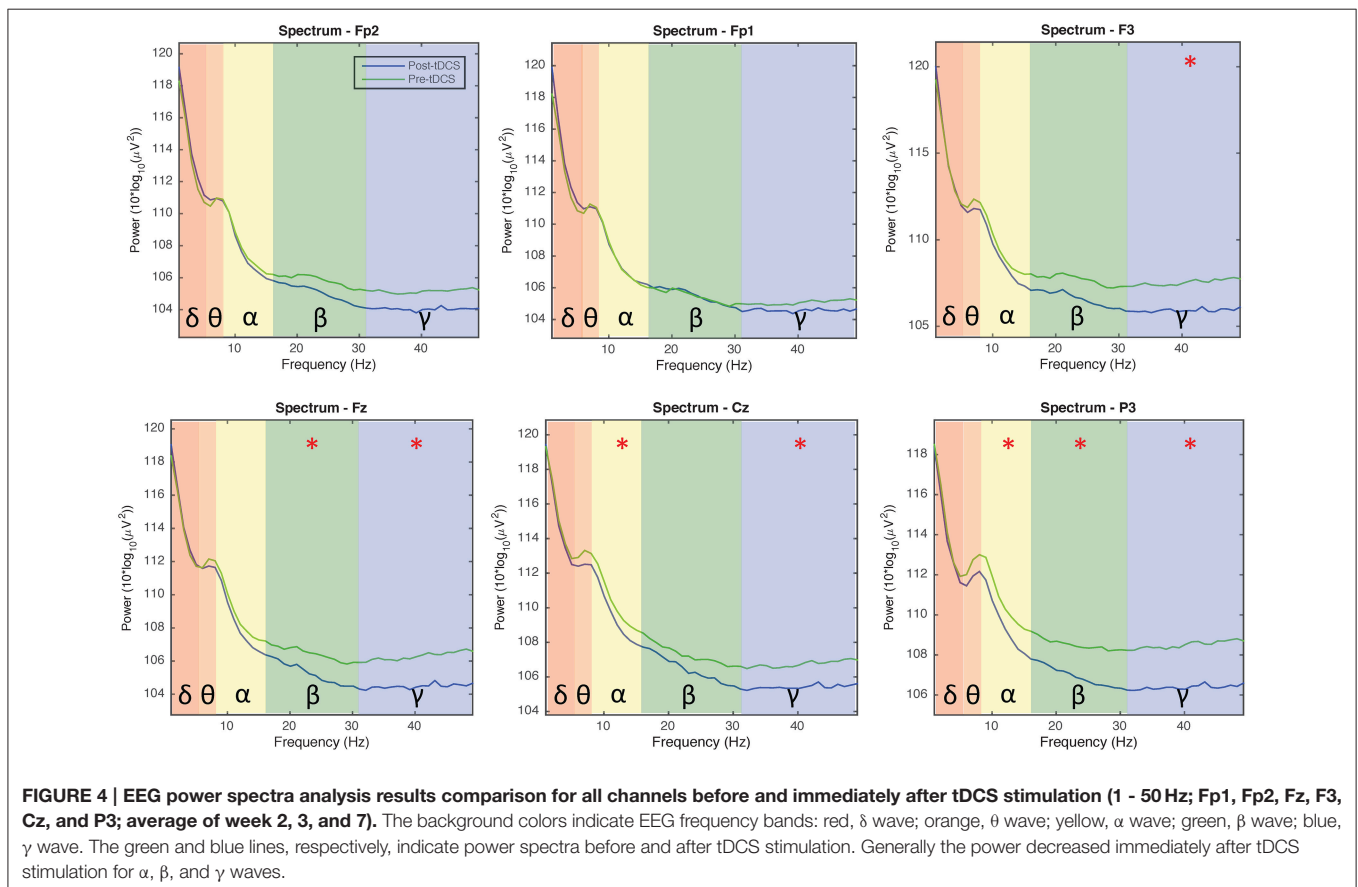 Spectrum - Fp2
120
118
116
114
112
110
108
106
104
Power (10*log10(μV²))
Post-tDCS
Pre-tDCS
δ θ α β γ
10 20 30 40
Frequency (Hz)
Spectrum - Fp1
120
118
116
114
112
110
108
106
104
Power (10*log10(μV²))
δ θ α β γ
10 20 30 40
Frequency (Hz)
Spectrum - F3
120
115
110
105
Power (10*log10(μV²))
*
δ θ α β γ
10 20 30 40
Frequency (Hz)
Spectrum - Fz
120
118
116
114
112
110
108
106
104
Power (10*log10(μV²))
* *
δ θ α β γ
10 20 30 40
Frequency (Hz)
Spectrum - Cz
120
118
116
114
112
110
108
106
104
Power (10*log10(μV²))
* *
δ θ α β γ
10 20 30 40
Frequency (Hz)
Spectrum - P3
118
116
114
112
110
108
106
Power (10*log10(μV²))
* * *
δ θ α β γ
10 20 30 40
Frequency (Hz)
FIGURE 4 | EEG power spectra analysis results comparison for all channels before and immediately after tDCS stimulation (1 - 50 Hz; Fp1, Fp2, Fz, F3,
Cz, and P3; average of week 2, 3, and 7). The background colors indicate EEG frequency bands: red, δ wave; orange, θ wave; yellow, α wave; green, β wave; blue,
γ wave. The green and blue lines, respectively, indicate power spectra before and after tDCS stimulation. Generally the power decreased immediately after tDCS
stimulation for α, β, and γ waves.